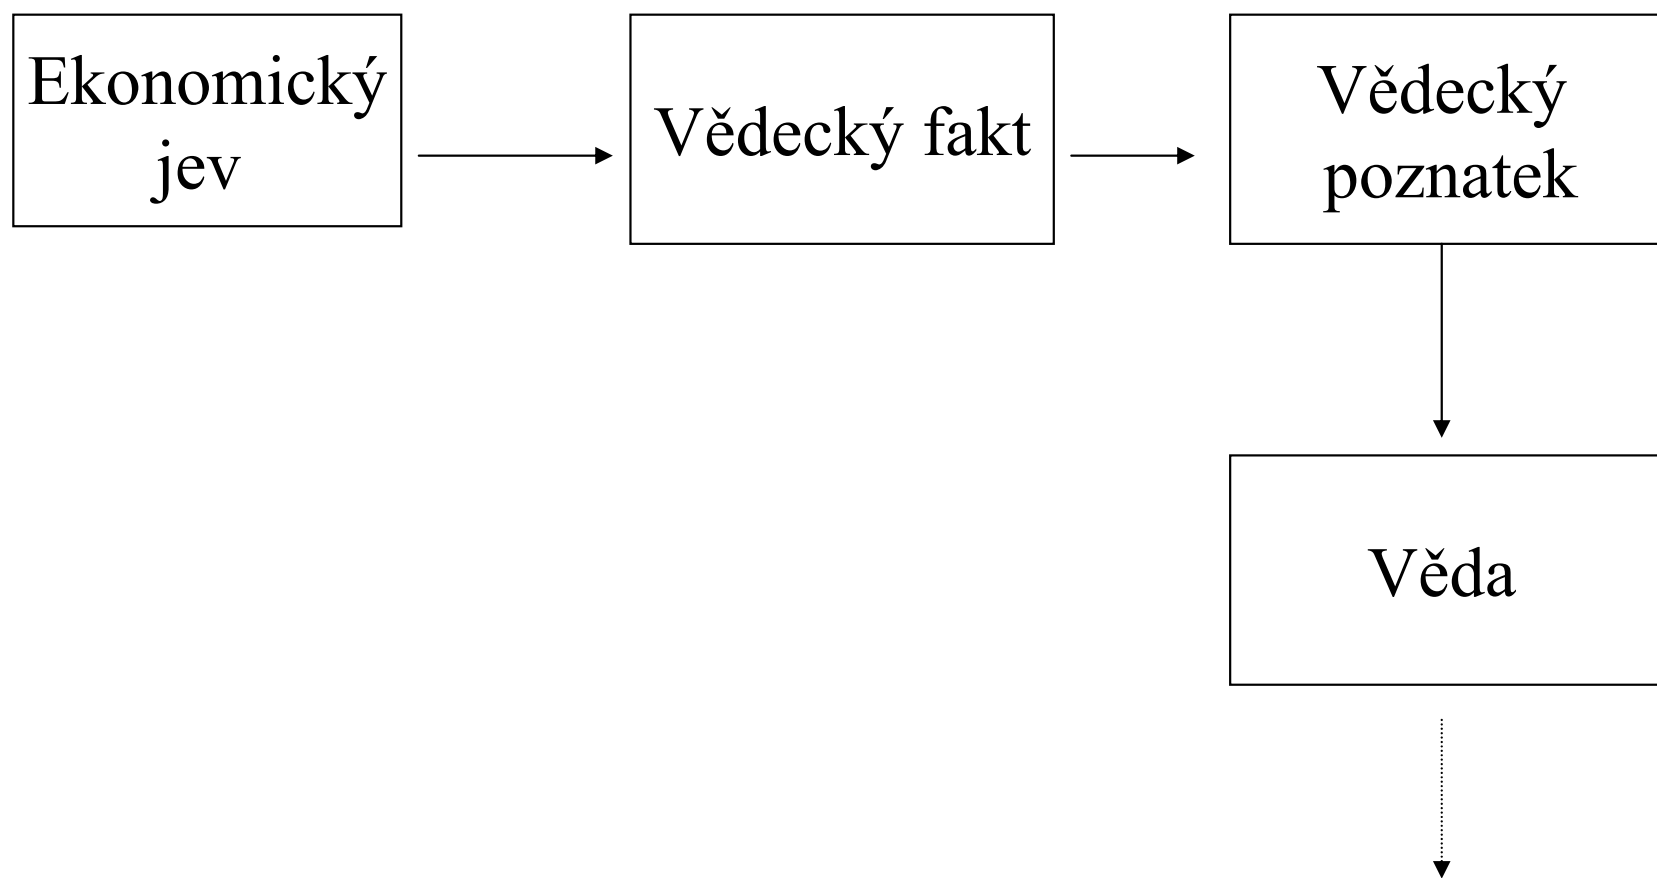 Ekonomický
jev
Vědecký fakt
Vědecký
poznatek
Věda